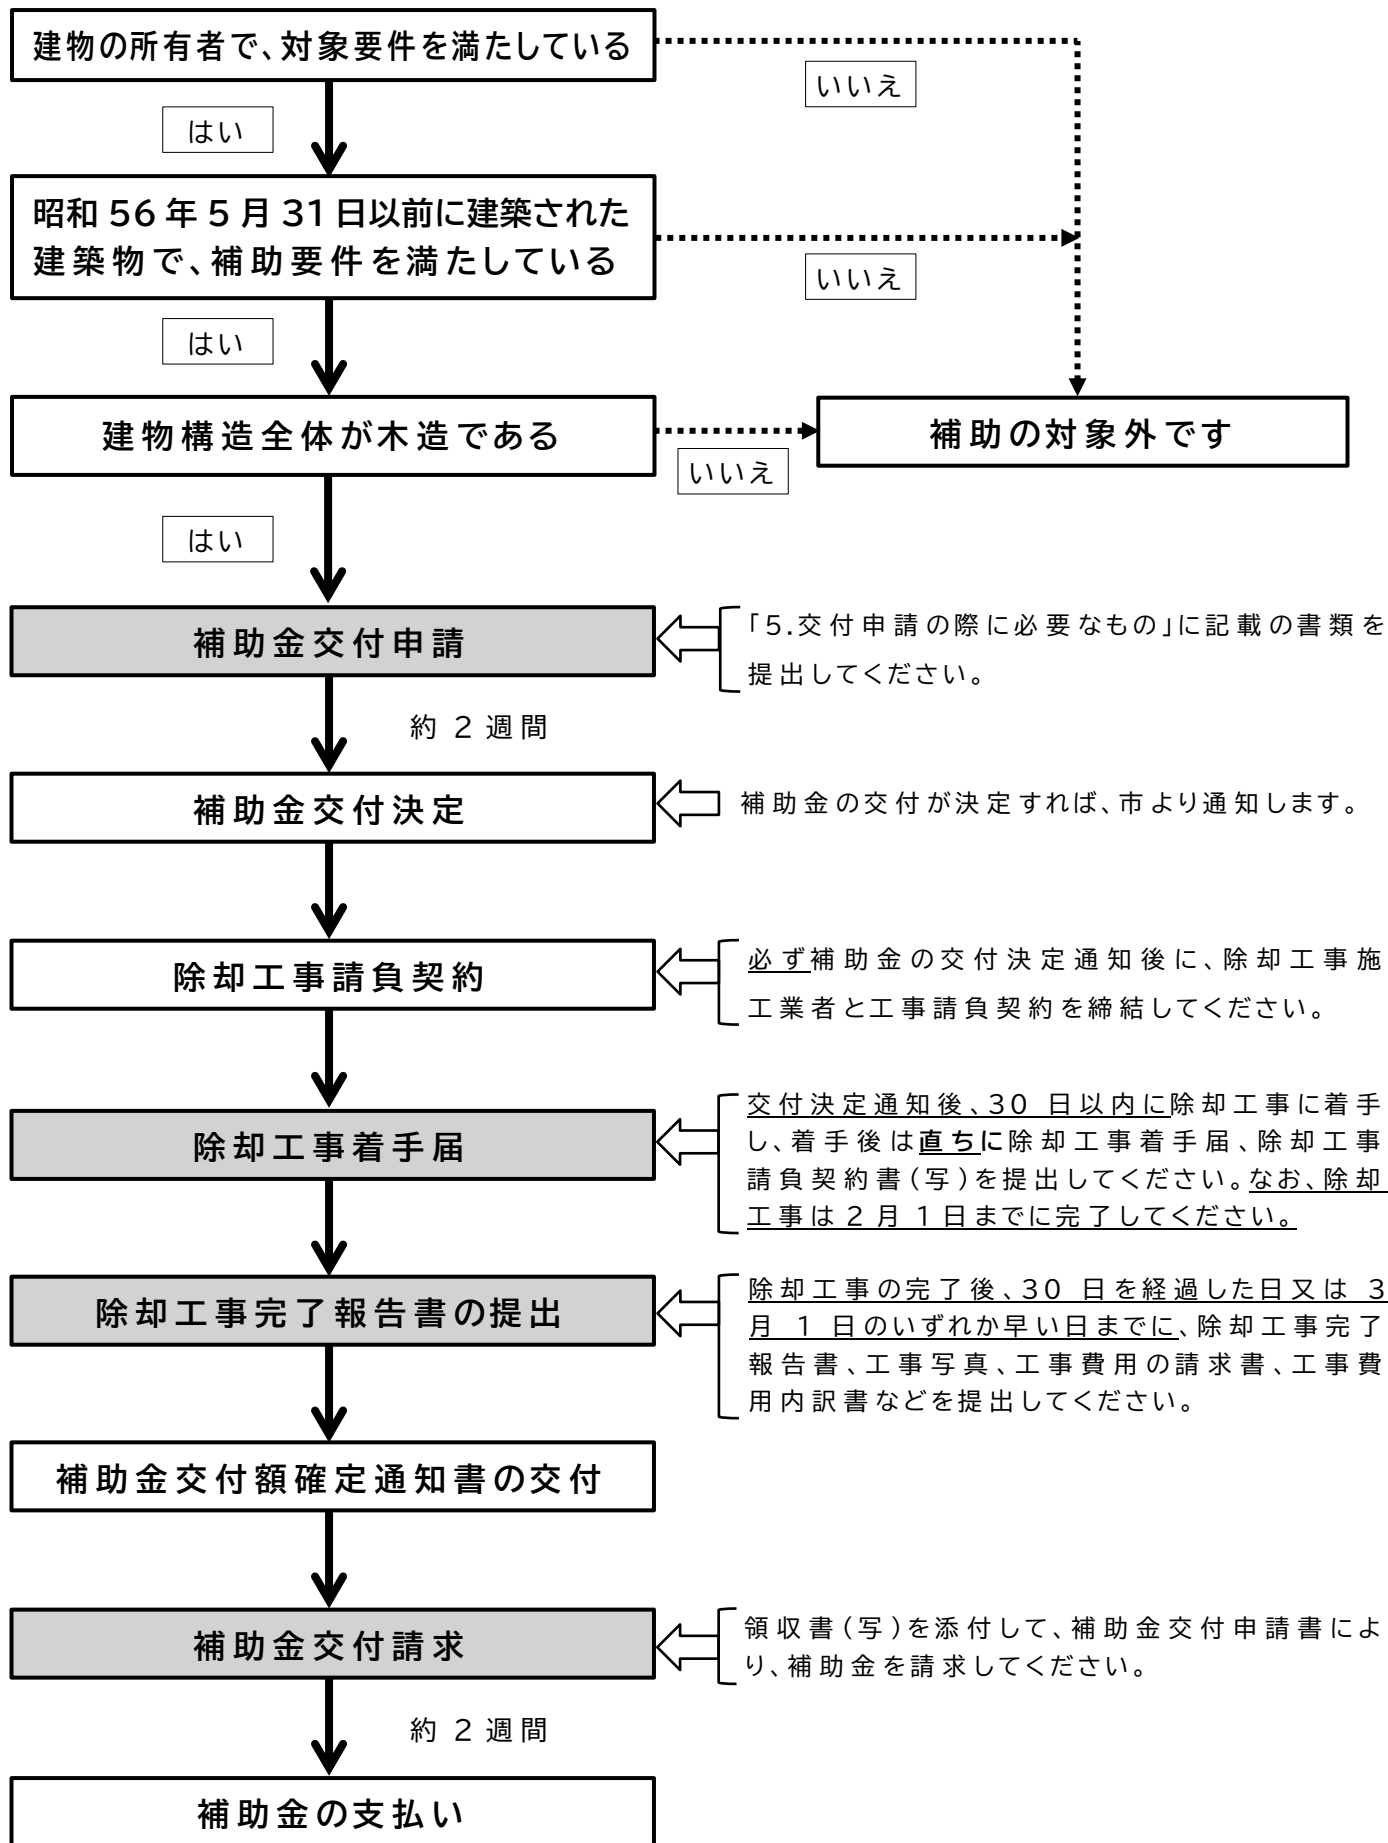 建物の所有者で、対象要件を満たしている
いいえ
はい
昭和56年5月31日以前に建築された
建築物で、補助要件を満たしている
いいえ
はい
建物構造全体が木造である
補助の対象外です
いいえ
はい
補助金交付申請
「5.交付申請の際に必要なもの」に記載の書類を
提出してください。
約2週間
補助金交付決定
補助金の交付が決定すれば、市より通知します。
除却工事請負契約
必ず補助金の交付決定通知後に、除却工事施
工業者と工事請負契約を締結してください。
除却工事着手届
交付決定通知後、30日以内に除却工事に着手
し、着手後は直ちに除却工事着手届、除却工事
請負契約書(写)を提出してください。なお、除却
工事は2月1日までに完了してください。
除却工事完了報告書の提出
除却工事の完了後、30日を経過した日又は3
月1日のいずれか早い日までに、除却工事完了
報告書、工事写真、工事費用の請求書、工事費
用内訳書などを提出してください。
補助金交付額確定通知書の交付
補助金交付請求
領収書(写)を添付して、補助金交付申請書によ
り、補助金を請求してください。
約2週間
補助金の支払い